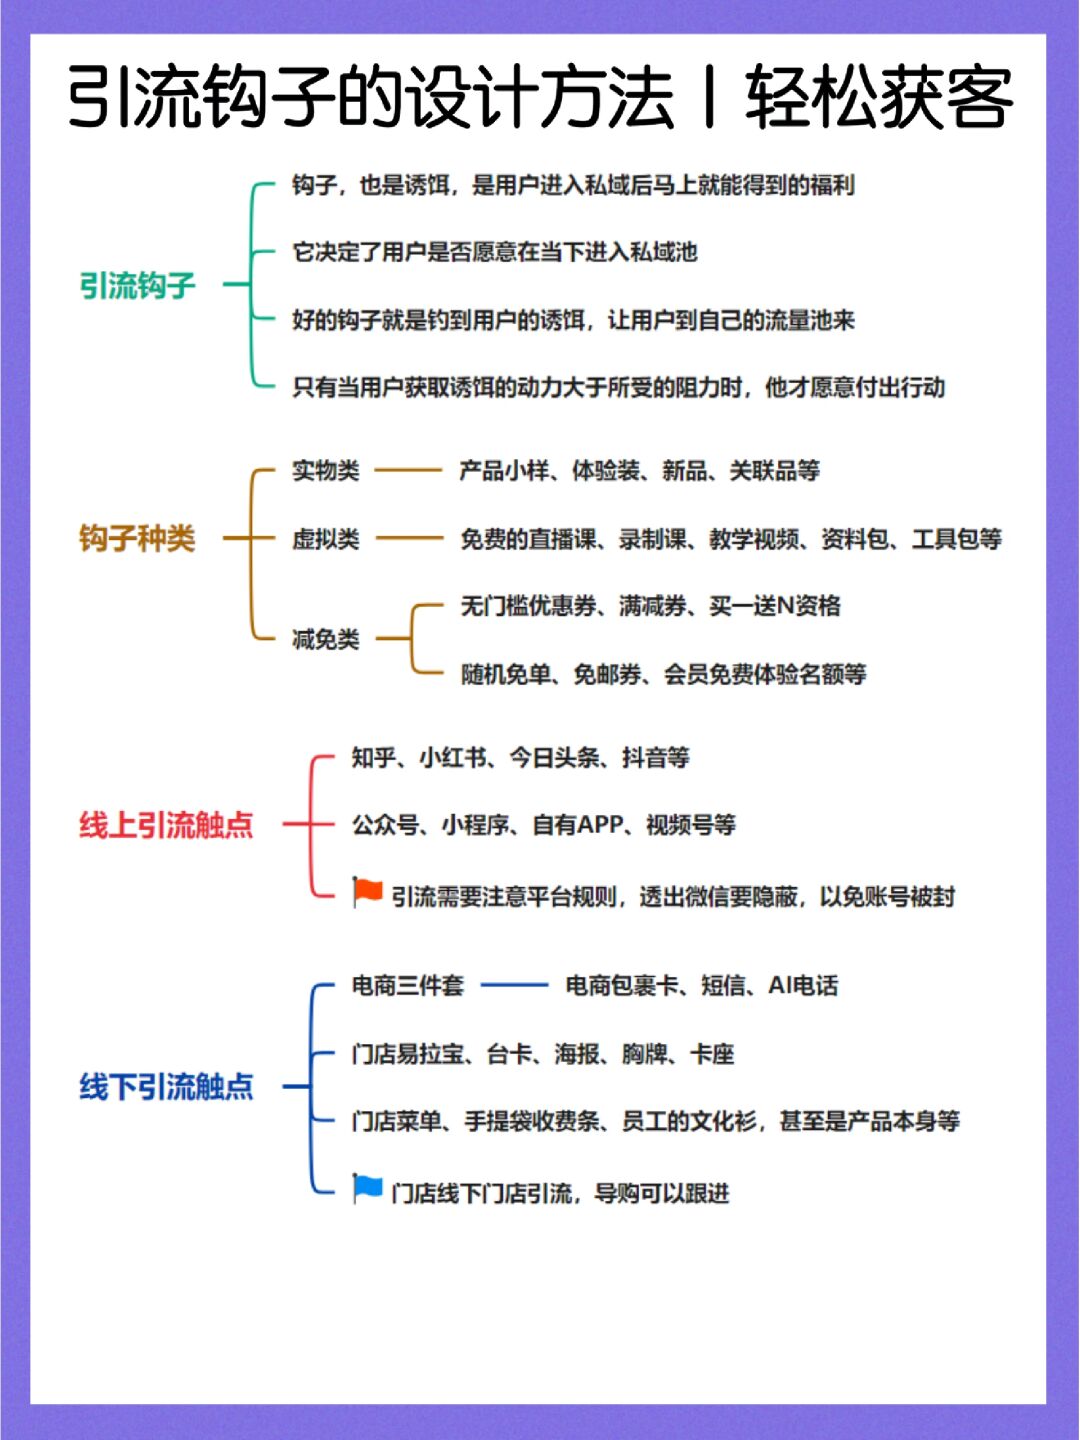 引流钩子的设计方法丨轻松获客
引流钩子
钩子，也是诱饵，是用户进入私域后马上就能得到的福利
它决定了用户是否愿意在当下进入私域池
好的钩子就是钓到用户的诱饵，让用户到自己的流量池来
只有当用户获取诱饵的动力大于所受的阻力时，他才愿意付出行动
钩子种类
实物类
产品小样、体验装、新品、关联品等
虚拟类
免费的直播课、录制课、教学视频、资料包、工具包等
减免类
无门槛优惠券、满减券、买一送N资格
随机免单、免邮券、会员免费体验名额等
线上引流触点
知乎、小红书、今日头条、抖音等
公众号、小程序、自有APP、视频号等
引流需要注意平台规则，透出微信要隐蔽，以免账号被封
线下引流触点
电商三件套
电商包裹卡、短信、AI电话
门店易拉宝、台卡、海报、胸牌、卡座
门店菜单、手提袋收费条、员工的文化衫，甚至是产品本身等
门店线下门店引流，导购可以跟进